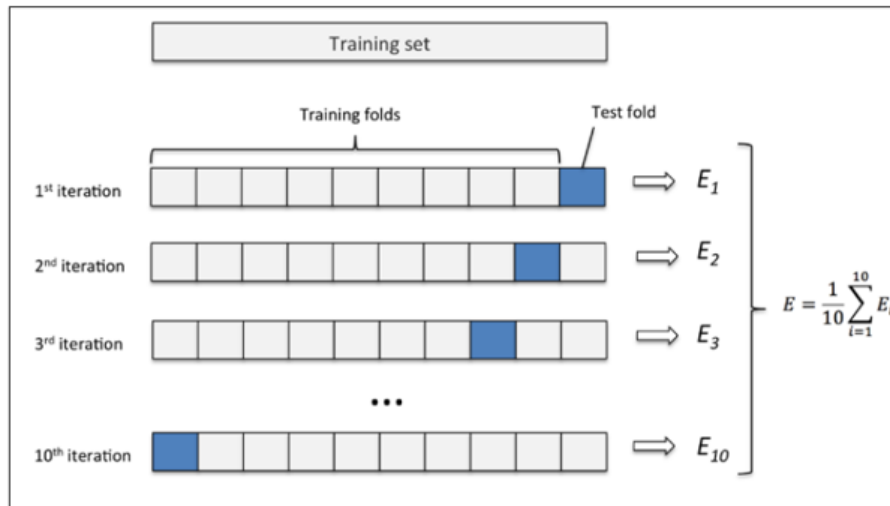 Training set
Training folds
Test fold
1st iteration
E1
2nd iteration
E2
E = 1/10 ∑ i=1 10 Ei
3rd iteration
E3
...
10th iteration
E10